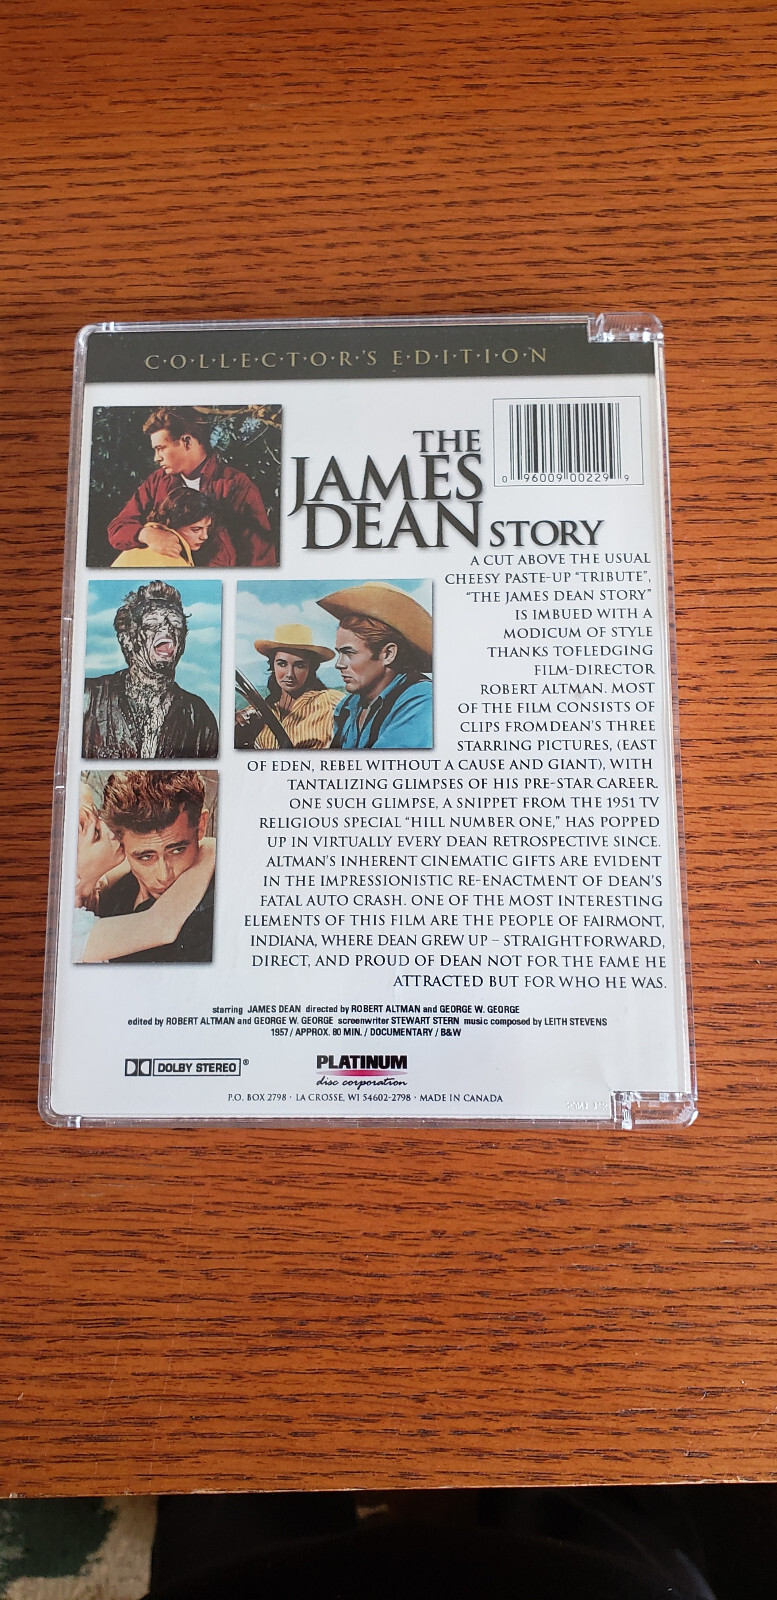 C·O·L·L·E·C·T·O·R·'S E·D·I·T·I·O·N
THE
JAMES
DEAN STORY
0 96009 00229 9
A CUT ABOVE THE USUAL
CHEESY PASTE-UP "TRIBUTE",
"THE JAMES DEAN STORY"
IS IMBUED WITH A
MODICUM OF STYLE
THANKS TOFLEDGING
FILM-DIRECTOR
ROBERT ALTMAN. MOST
OF THE FILM CONSISTS OF
CLIPS FROMDEAN'S THREE
STARRING PICTURES, (EAST
OF EDEN, REBEL WITHOUT A CAUSE AND GIANT), WITH
TANTALIZING GLIMPSES OF HIS PRE-STAR CAREER.
ONE SUCH GLIMPSE, A SNIPPET FROM THE 1951 TV
RELIGIOUS SPECIAL "HILL NUMBER ONE," HAS POPPED
UP IN VIRTUALLY EVERY DEAN RETROSPECTIVE SINCE.
ALTMAN'S INHERENT CINEMATIC GIFTS ARE EVIDENT
IN THE IMPRESSIONISTIC RE-ENACTMENT OF DEAN'S
FATAL AUTO CRASH. ONE OF THE MOST INTERESTING
ELEMENTS OF THIS FILM ARE THE PEOPLE OF FAIRMONT,
INDIANA, WHERE DEAN GREW UP – STRAIGHTFORWARD,
DIRECT, AND PROUD OF DEAN NOT FOR THE FAME HE
ATTRACTED BUT FOR WHO HE WAS.
starring JAMES DEAN directed by ROBERT ALTMAN and GEORGE W. GEORGE
edited by ROBERT ALTMAN and GEORGE W. GEORGE screenwriter STEWART STERN music composed by LEITH STEVENS
1957 / APPROX. 80 MIN. / DOCUMENTARY / B&W
DOLBY STEREO ®
PLATINUM
disc corporation
P.O. BOX 2798 · LA CROSSE, WI 54602-2798 · MADE IN CANADA